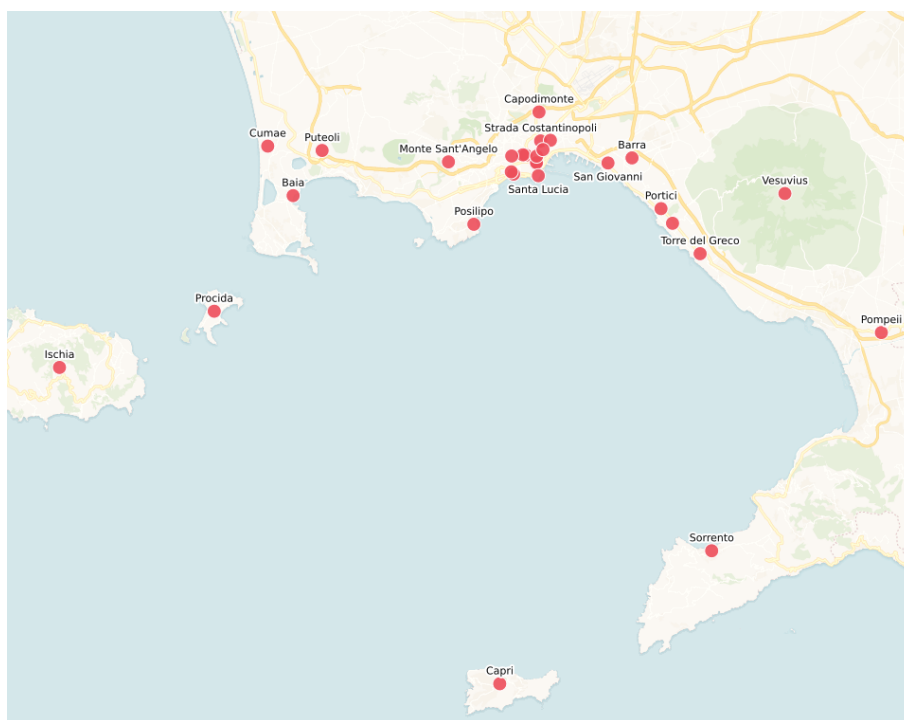 Capodimonte
Strada Costantinopoli
Cumae
Puteoli
Monte Sant'Angelo
Barra
San Giovanni
Santa Lucia
Baia
Vesuvius
Portici
Posilipo
Torre del Greco
Procida
Pompeii
Ischia
Sorrento
Capri